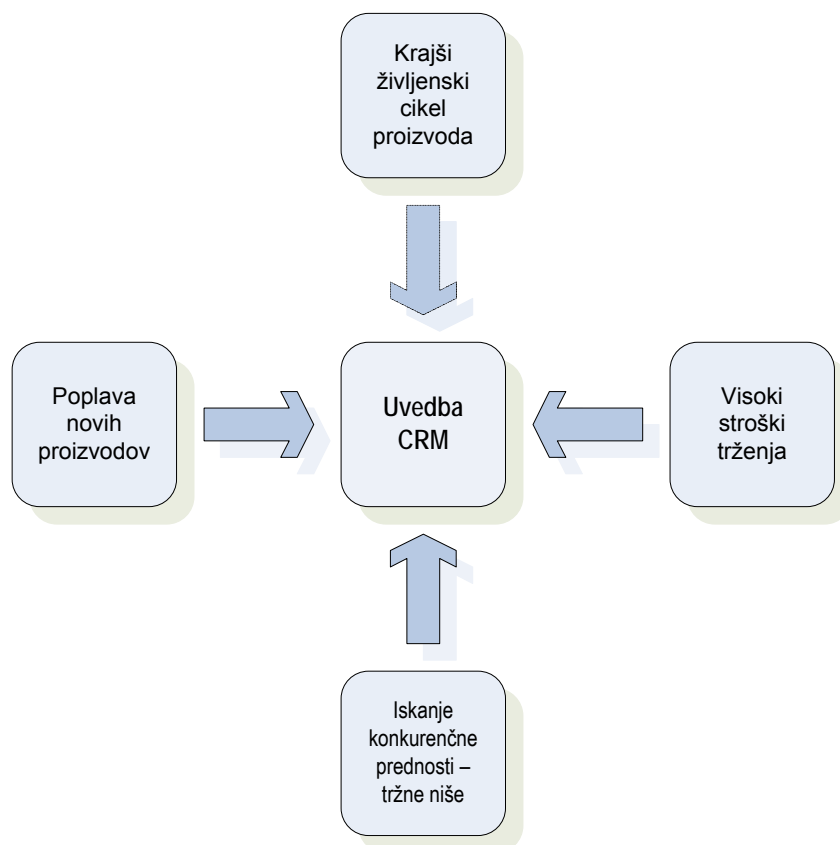 Krajši
življenski
cikel
proizvoda
Poplava
novih
proizvodov
Uvedba
CRM
Visoki
stroški
trženja
Iskanje
konkurenčne
prednosti –
tržne niše